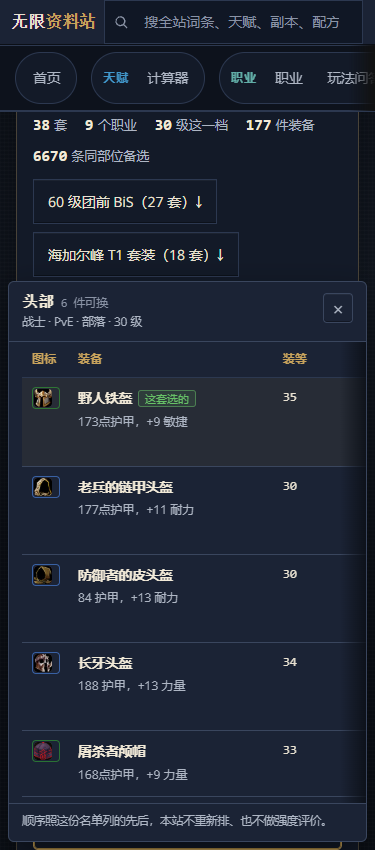 无限资料站
搜全站词条、天赋、副本、配方
首页
天赋 计算器
职业 职业 玩法问
38 套 9 个职业 30 级这一档 177 件装备
6670 条同部位备选
60 级团前 BiS（27 套）↓
海加尔峰 T1 套装（18 套）↓
头部 6 件可换
×
战士 · PvE · 部落 · 30 级
图标 装备 装等
野人铁盔 这套选的 35
173点护甲，+9 敏捷
老兵的链甲头盔 30
177点护甲，+11 耐力
防御者的皮头盔 30
84 护甲，+13 耐力
长牙头盔 34
188 护甲，+13 力量
屠杀者颅帽 33
168点护甲，+9 力量
顺序照这份名单列的先后，本站不重新排、也不做强度评价。